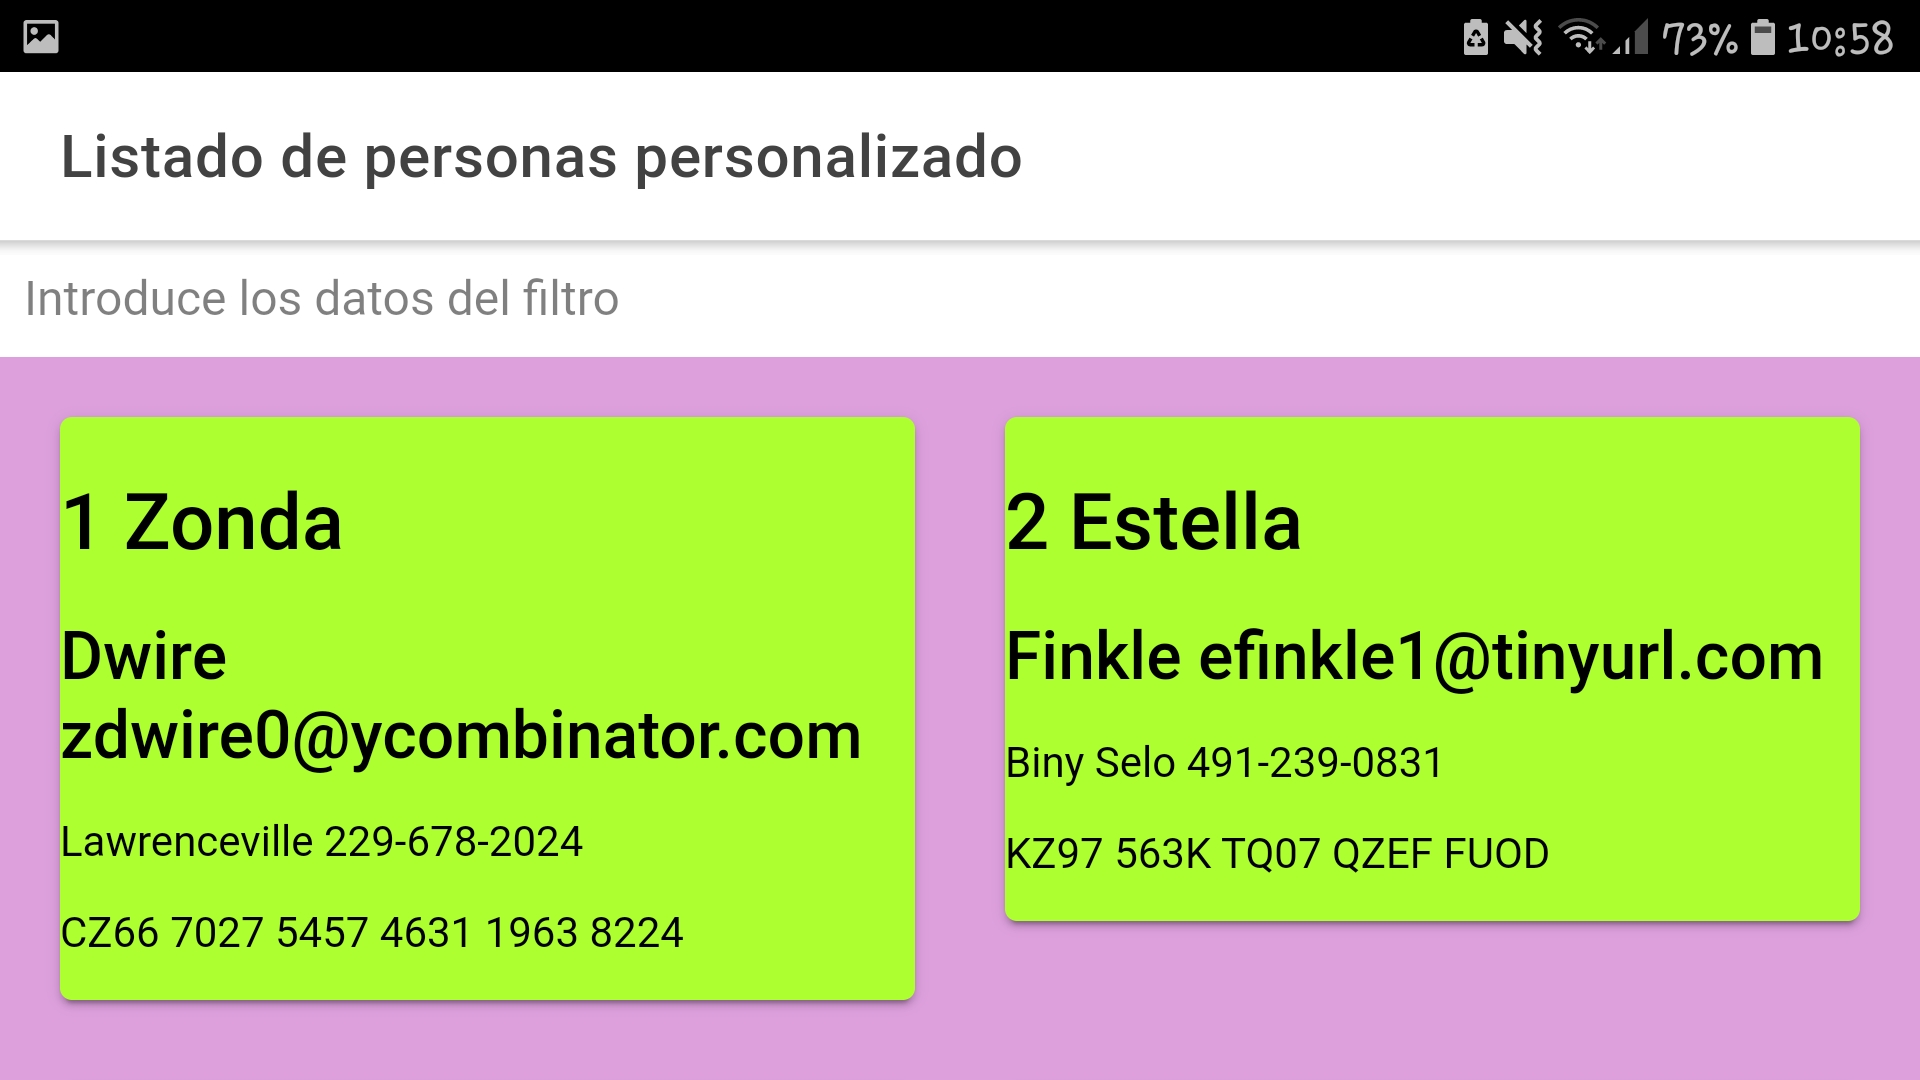 73% 10:58
Listado de personas personalizado
Introduce los datos del filtro
1 Zonda
Dwire
zdwire0@ycombinator.com
Lawrenceville 229-678-2024
CZ66 7027 5457 4631 1963 8224
2 Estella
Finkle efinkle1@tinyurl.com
Biny Selo 491-239-0831
KZ97 563K TQ07 QZEF FUOD